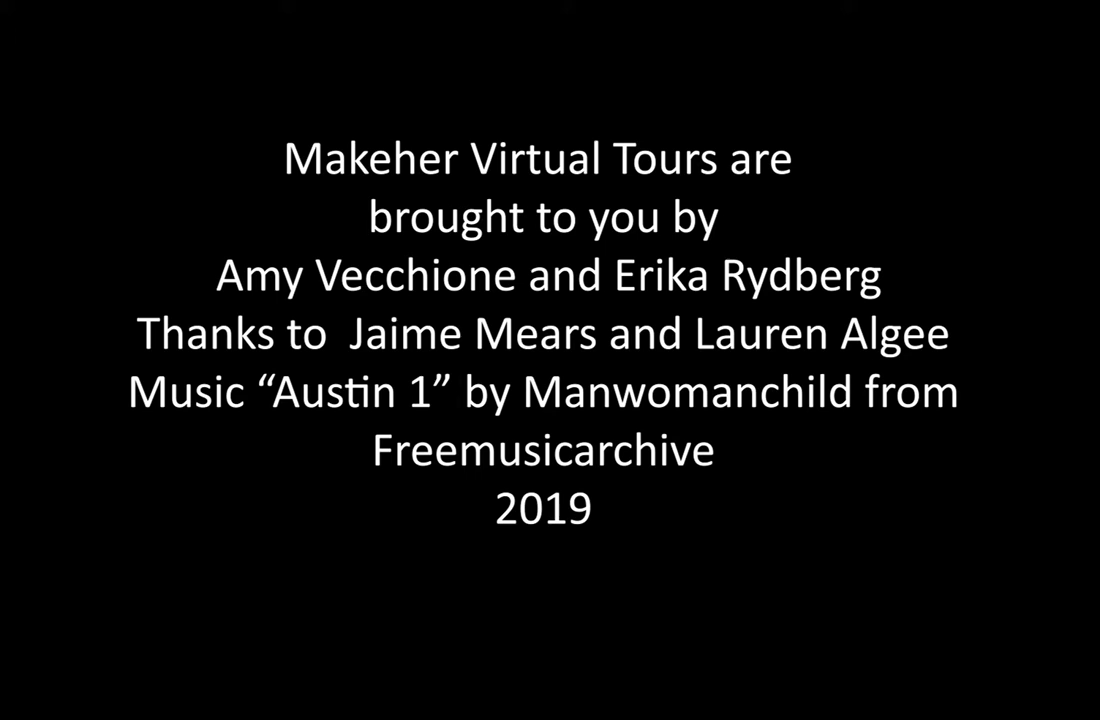 Makeher Virtual Tours are
brought to you by
Amy Vecchione and Erika Rydberg
Thanks to  Jaime Mears and Lauren Algee
Music “Austin 1” by Manwomanchild from
Freemusicarchive
2019